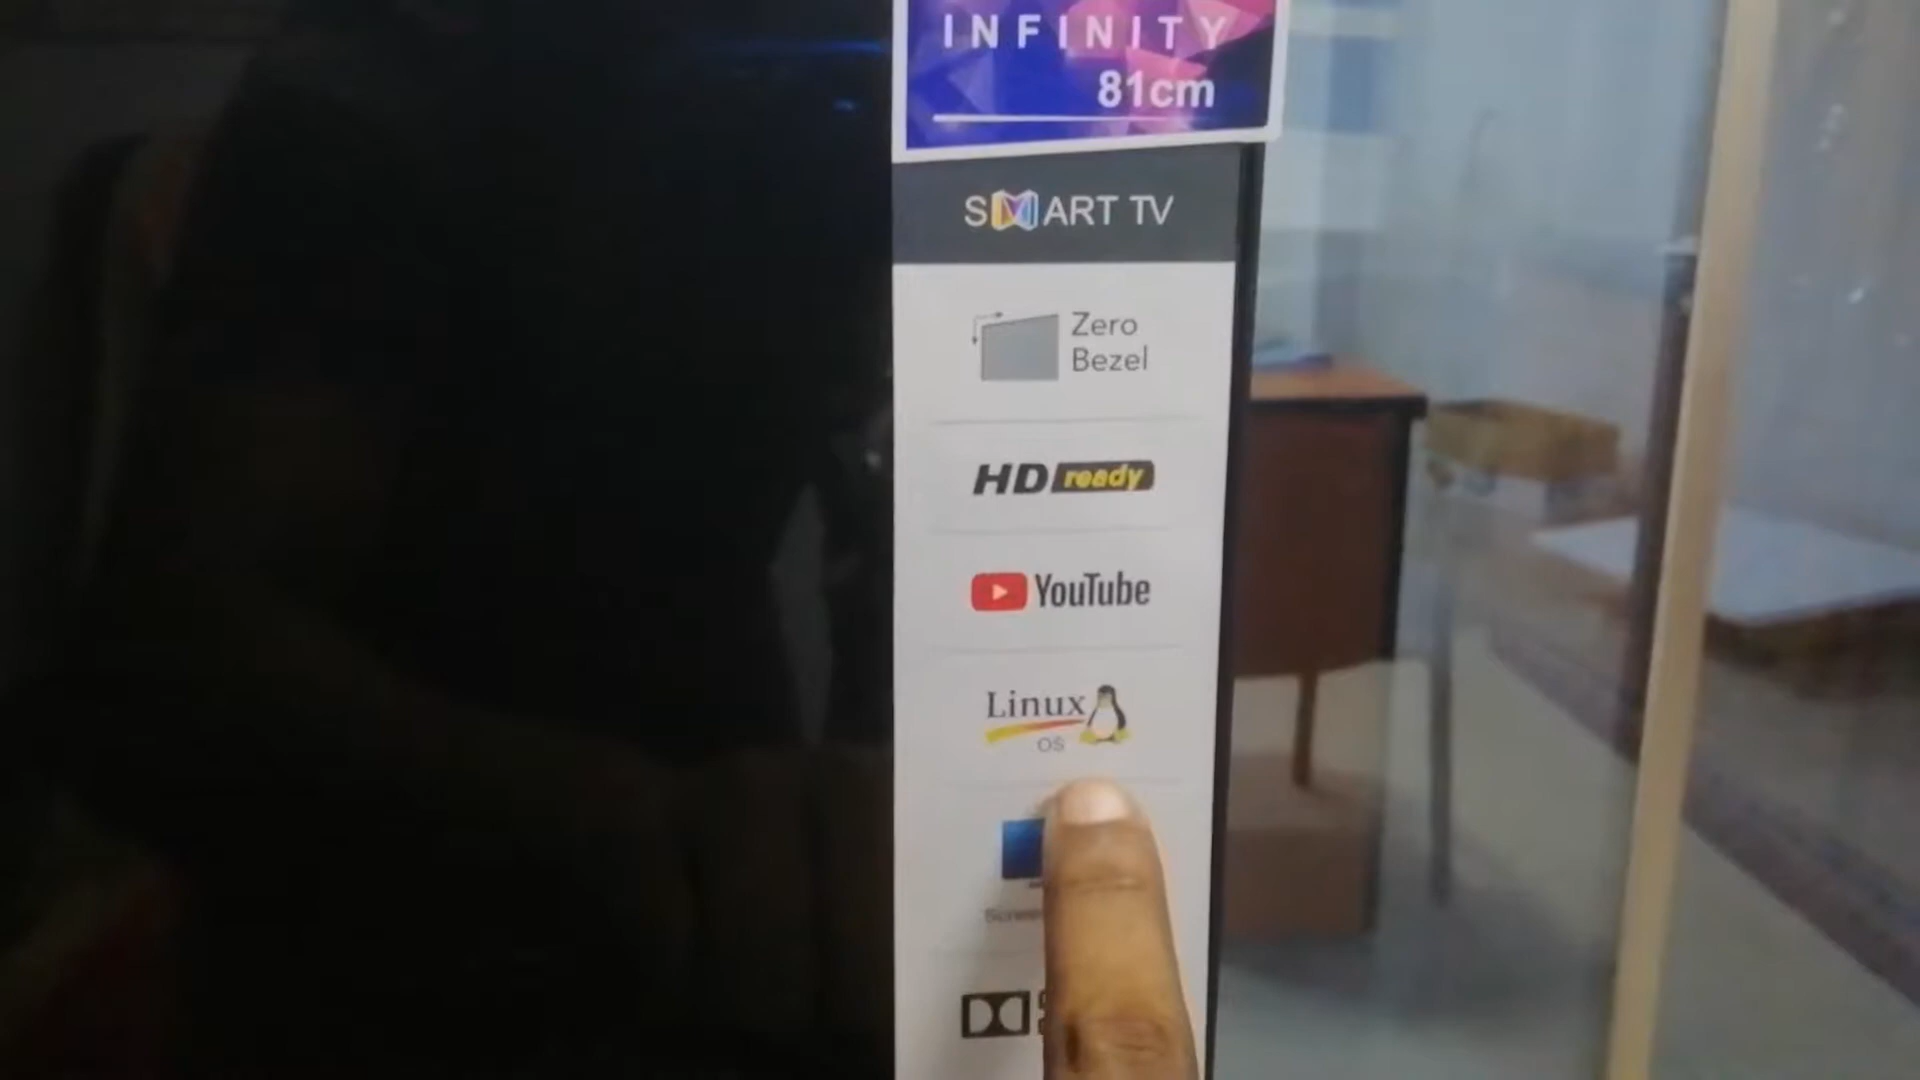 INFINITY
81cm
SMART TV
Zero
Bezel
HD ready
YouTube
Linux
OS